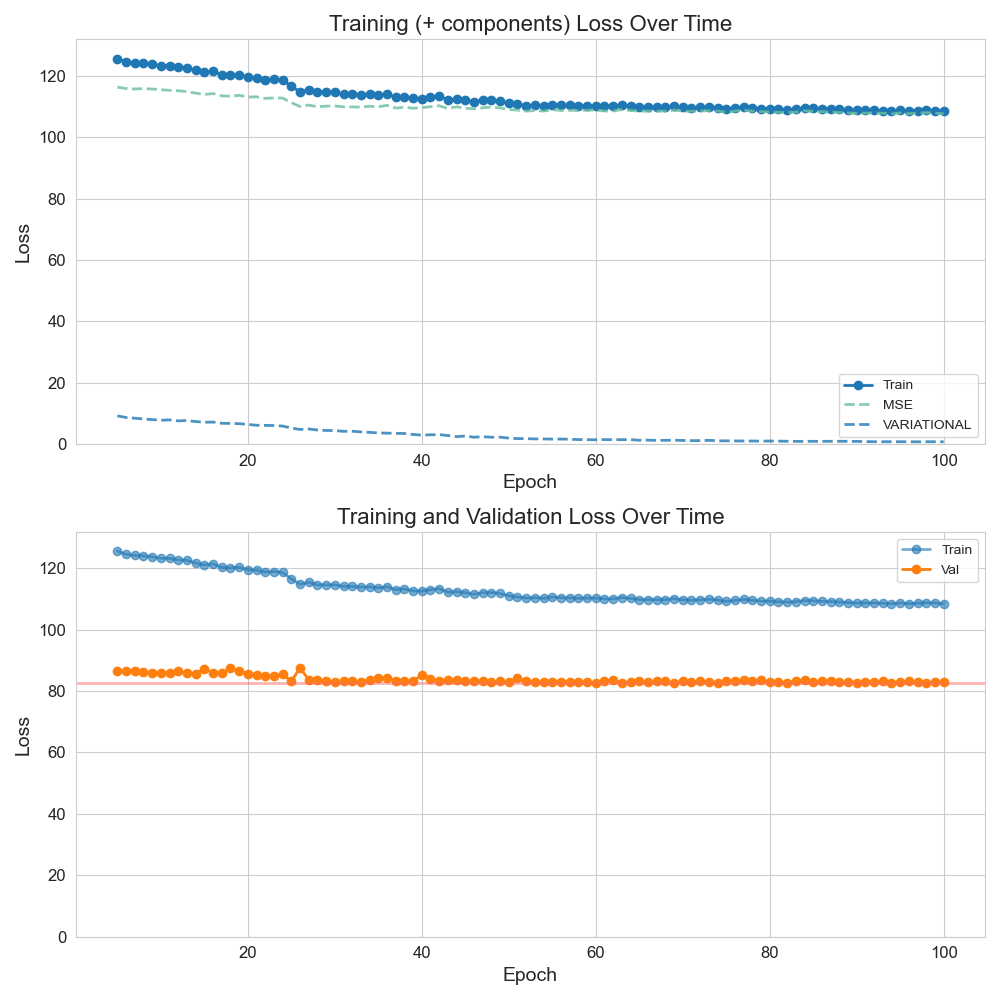 Training (+ components) Loss Over Time
120
100
80
60
40
20
0
Loss
Train
MSE
VARIATIONAL
20 40 60 80 100
Epoch
Training and Validation Loss Over Time
120
100
80
60
40
20
0
Loss
Train
Val
20 40 60 80 100
Epoch